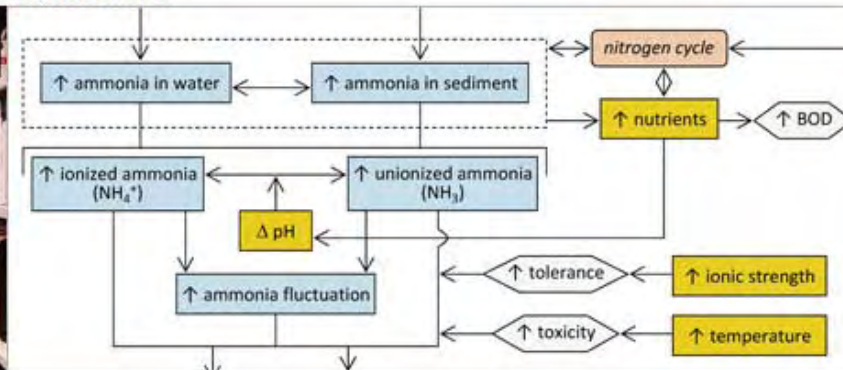 nitrogen cycle
↑ ammonia in water
↑ ammonia in sediment
↑ nutrients
↑ BOD
↑ ionized ammonia
(NH₄⁺)
↑ unionized ammonia
(NH₃)
Δ pH
↑ tolerance
↑ ionic strength
↑ ammonia fluctuation
↑ toxicity
↑ temperature